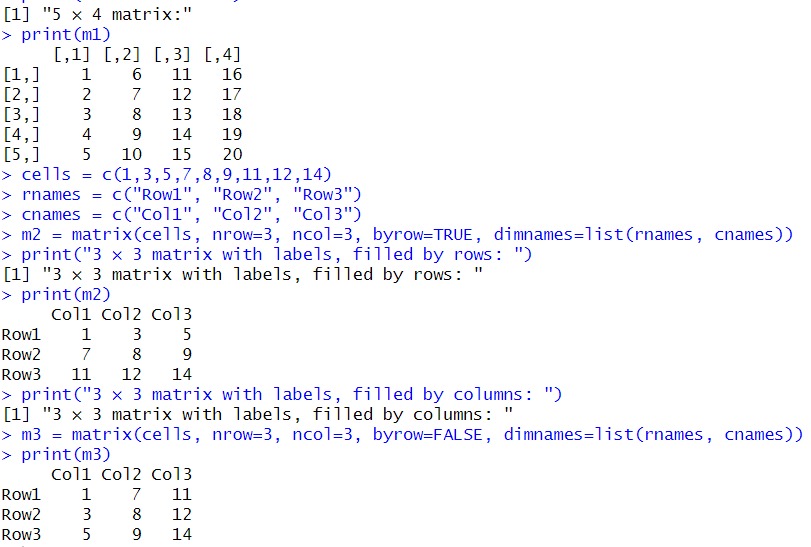 [1] "5 × 4 matrix:"
> print(m1)
     [,1] [,2] [,3] [,4]
[1,]    1    6   11   16
[2,]    2    7   12   17
[3,]    3    8   13   18
[4,]    4    9   14   19
[5,]    5   10   15   20
> cells = c(1,3,5,7,8,9,11,12,14)
> rnames = c("Row1", "Row2", "Row3")
> cnames = c("Col1", "Col2", "Col3")
> m2 = matrix(cells, nrow=3, ncol=3, byrow=TRUE, dimnames=list(rnames, cnames))
> print("3 × 3 matrix with labels, filled by rows: ")
[1] "3 × 3 matrix with labels, filled by rows: "
> print(m2)
     Col1 Col2 Col3
Row1    1    3    5
Row2    7    8    9
Row3   11   12   14
> print("3 × 3 matrix with labels, filled by columns: ")
[1] "3 × 3 matrix with labels, filled by columns: "
> m3 = matrix(cells, nrow=3, ncol=3, byrow=FALSE, dimnames=list(rnames, cnames))
> print(m3)
     Col1 Col2 Col3
Row1    1    7   11
Row2    3    8   12
Row3    5    9   14